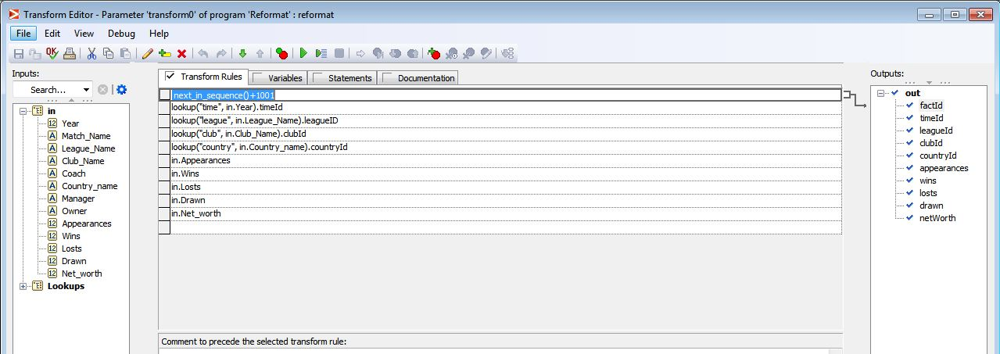 Transform Editor - Parameter 'transform0' of program 'Reformat' : reformat
File Edit View Debug Help
OK
Inputs:
Search...
in
12 Year
A Match_Name
A League_Name
A Club_Name
A Coach
A Country_name
A Manager
A Owner
12 Appearances
12 Wins
12 Losts
12 Drawn
12 Net_worth
Lookups
Transform Rules Variables Statements Documentation
next_in_sequence()+1001
lookup("time", in.Year).timeId
lookup("league", in.League_Name).leagueID
lookup("club", in.Club_Name).clubId
lookup("country", in.Country_name).countryId
in.Appearances
in.Wins
in.Losts
in.Drawn
in.Net_worth
Comment to precede the selected transform rule:
Outputs:
out
factId
timeId
leagueId
clubId
countryId
appearances
wins
losts
drawn
netWorth